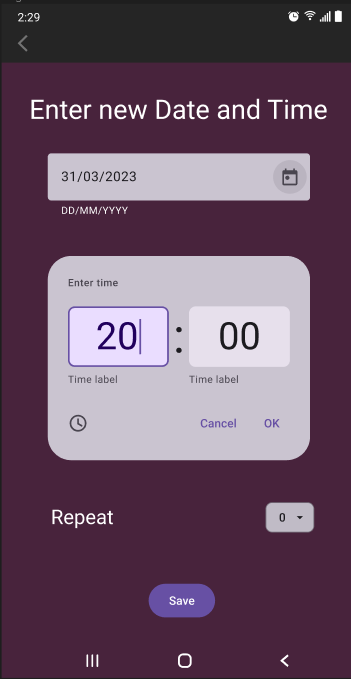 2:29
Enter new Date and Time
31/03/2023
DD/MM/YYYY
Enter time
20 : 00
Time label Time label
Cancel OK
Repeat 0
Save